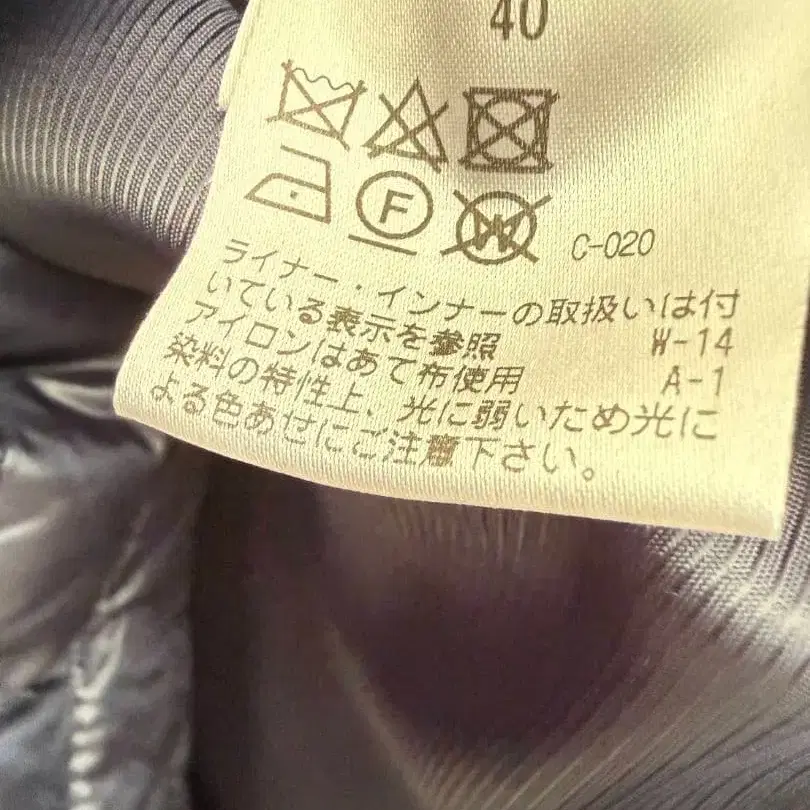 40
F W C-020
ライナー・インナーの取扱いは付
いている表示を参照 W-14
アイロンはあて布使用 A-1
染料の特性上、光に弱いため光に
よる色あせにご注意下さい。